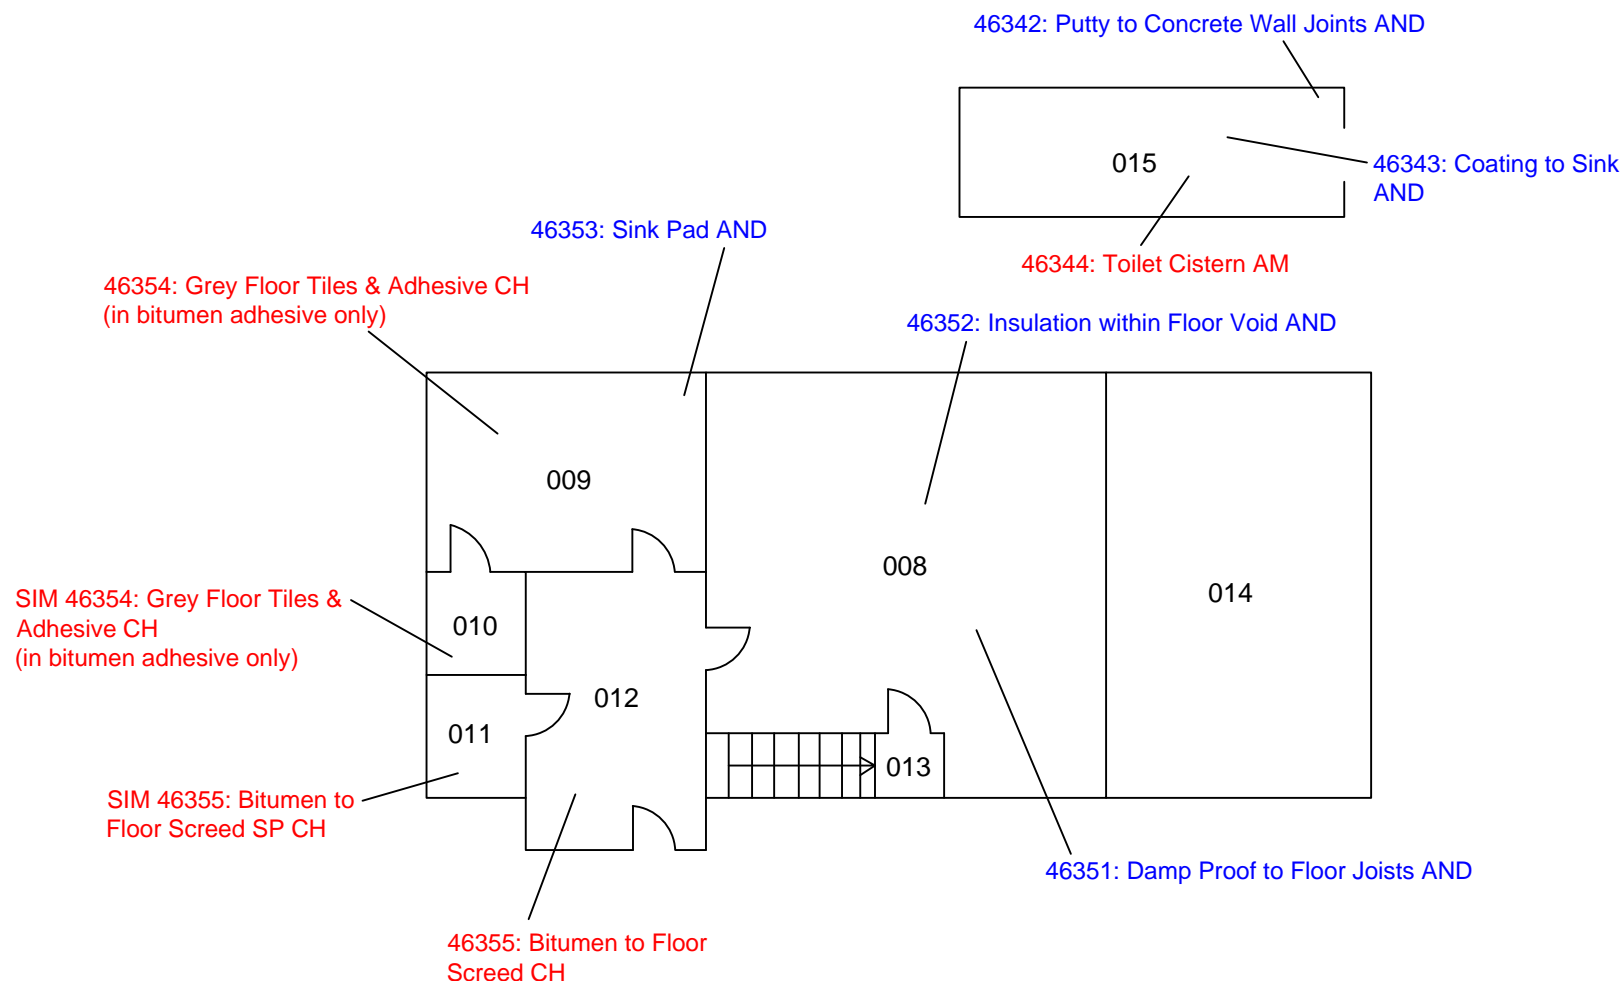 46342: Putty to Concrete Wall Joints AND
015
46343: Coating to Sink
AND
46344: Toilet Cistern AM
46353: Sink Pad AND
46354: Grey Floor Tiles & Adhesive CH
(in bitumen adhesive only)
46352: Insulation within Floor Void AND
009
008
014
SIM 46354: Grey Floor Tiles &
Adhesive CH
(in bitumen adhesive only)
010
012
011
013
SIM 46355: Bitumen to
Floor Screed SP CH
46351: Damp Proof to Floor Joists AND
46355: Bitumen to Floor
Screed CH